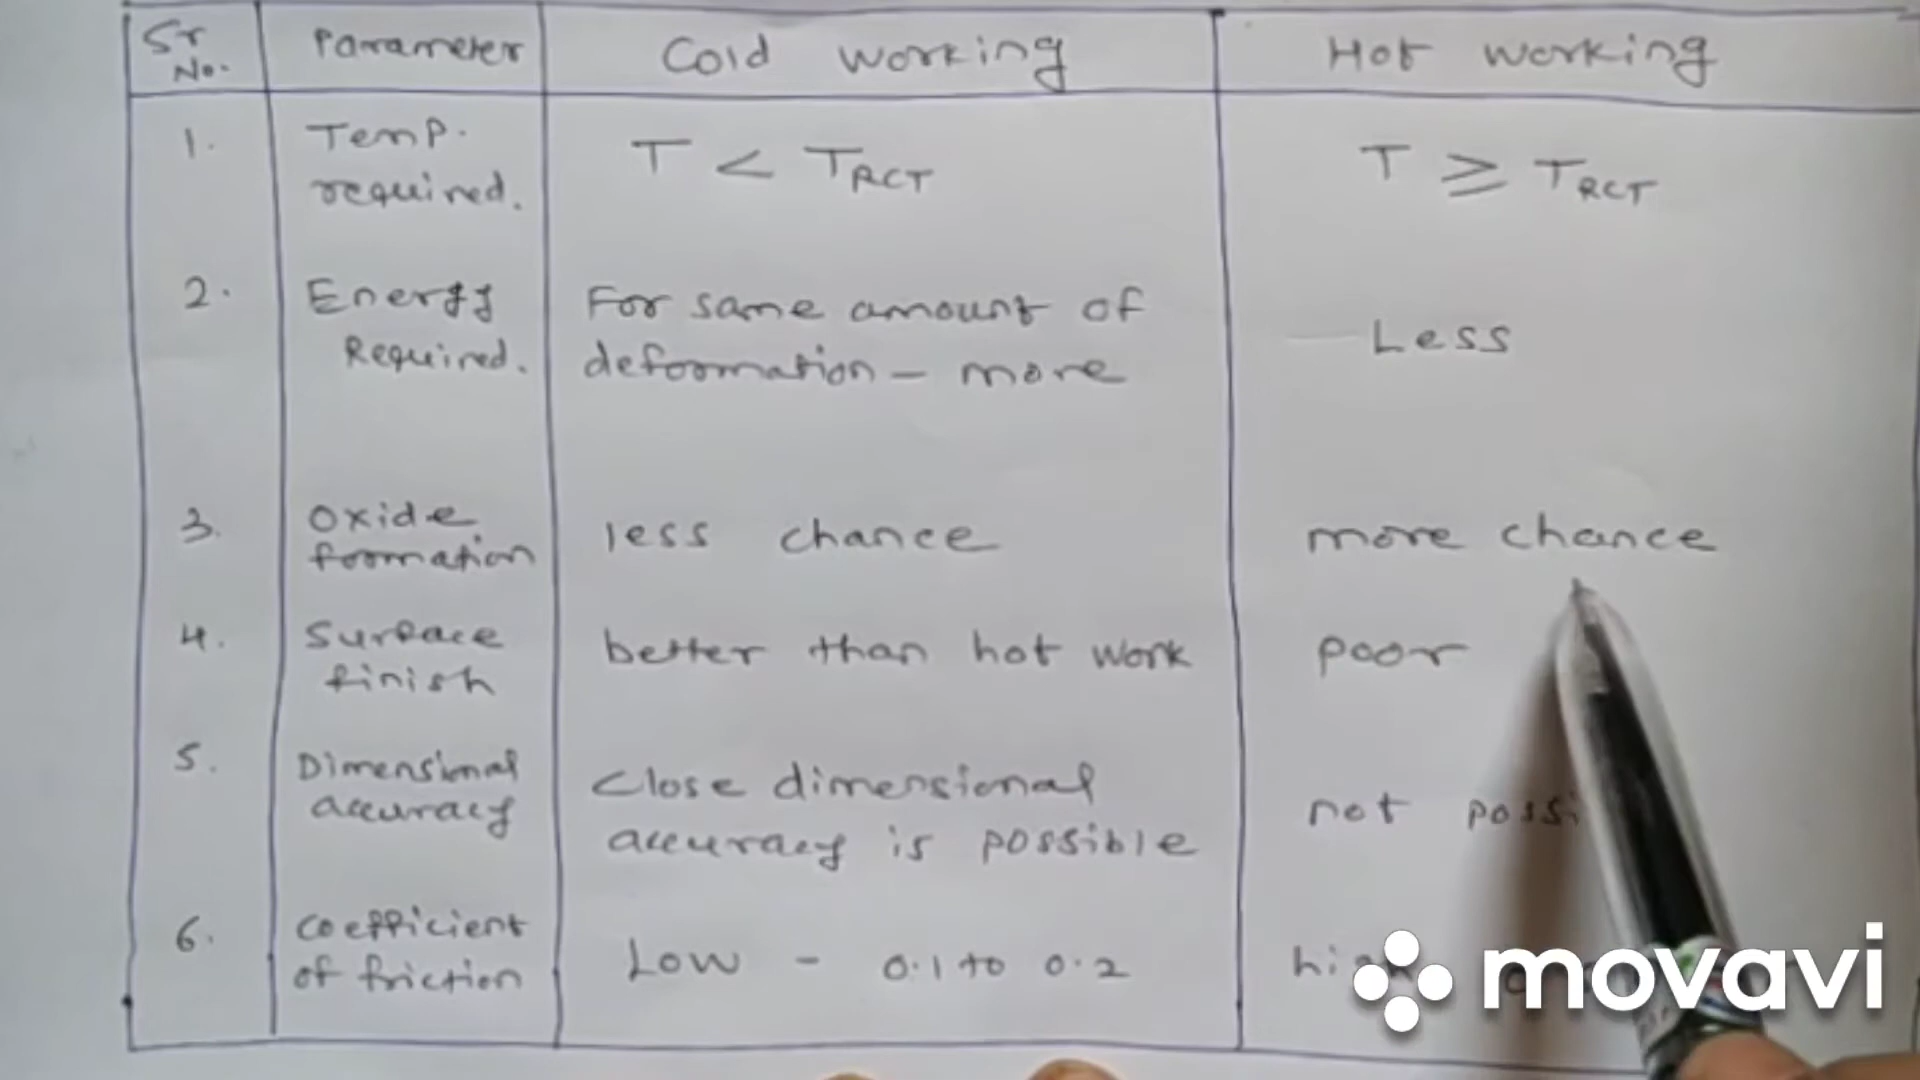 Sr No. Parameter Cold working Hot working
1. Temp. required. T < TRCT T ≥ TRCT
2. Energy Required. For same amount of deformation – more Less
3. Oxide formation less chance more chance
4. Surface finish better than hot work poor
5. Dimensional accuracy Close dimensional accuracy is possible not
6. Coefficient of friction Low - 0.1 to 0.2
movavi